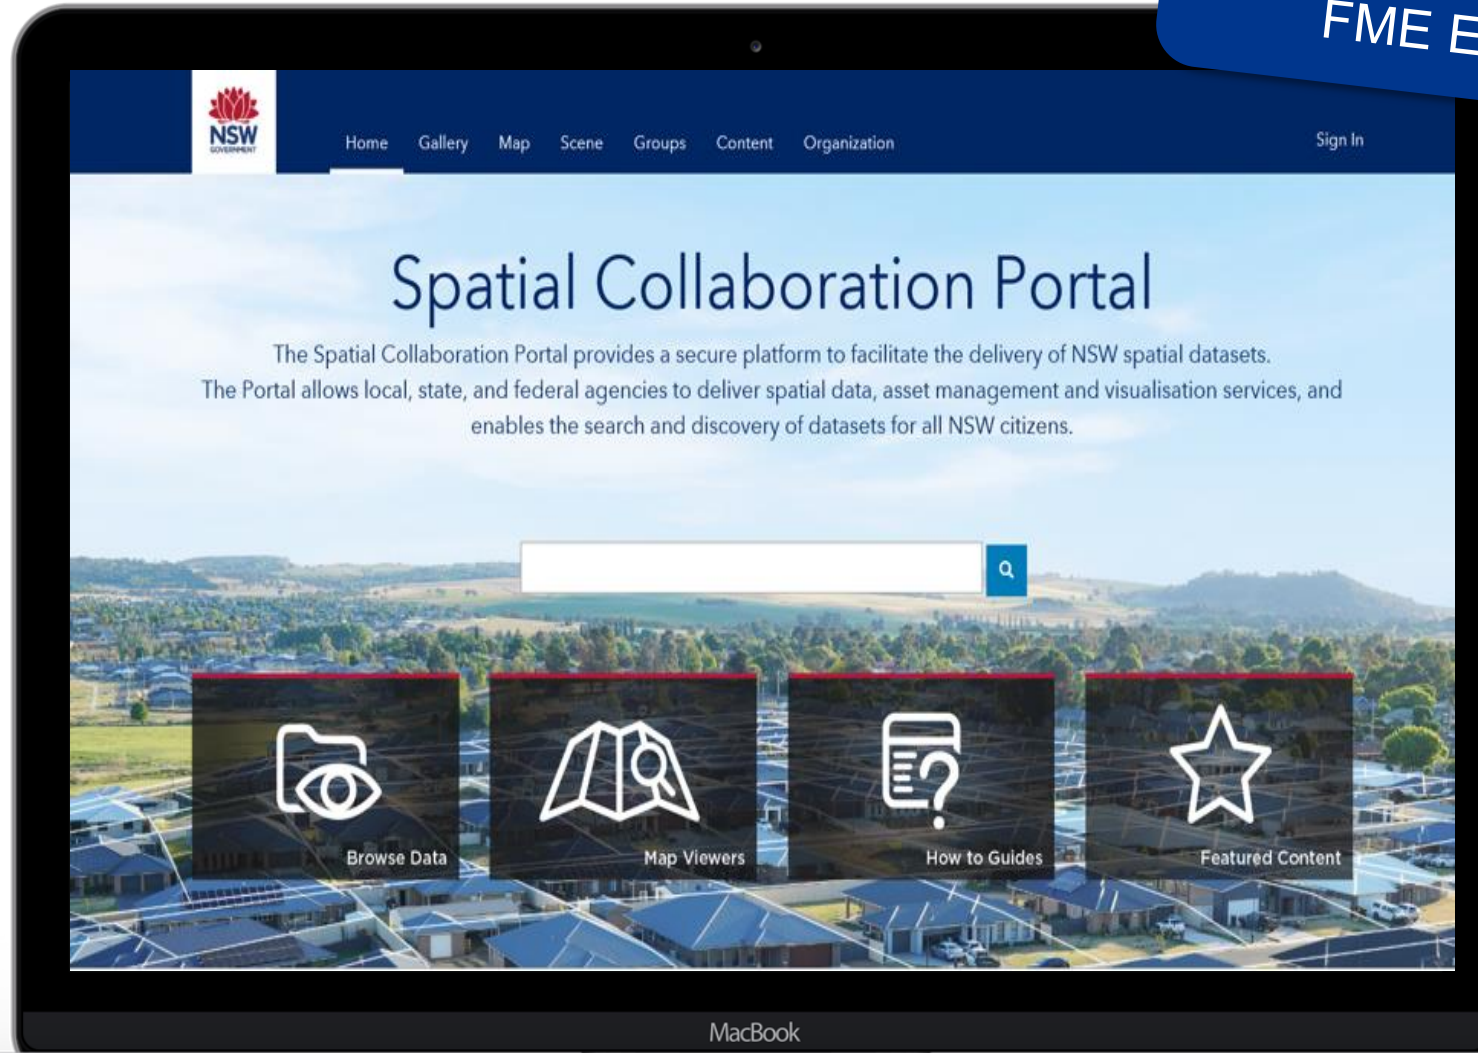 FME E
NSW
GOVERNMENT
Home Gallery Map Scene Groups Content Organization Sign In
Spatial Collaboration Portal
The Spatial Collaboration Portal provides a secure platform to facilitate the delivery of NSW spatial datasets.
The Portal allows local, state, and federal agencies to deliver spatial data, asset management and visualisation services, and
enables the search and discovery of datasets for all NSW citizens.
Browse Data
Map Viewers
How to Guides
Featured Content
MacBook